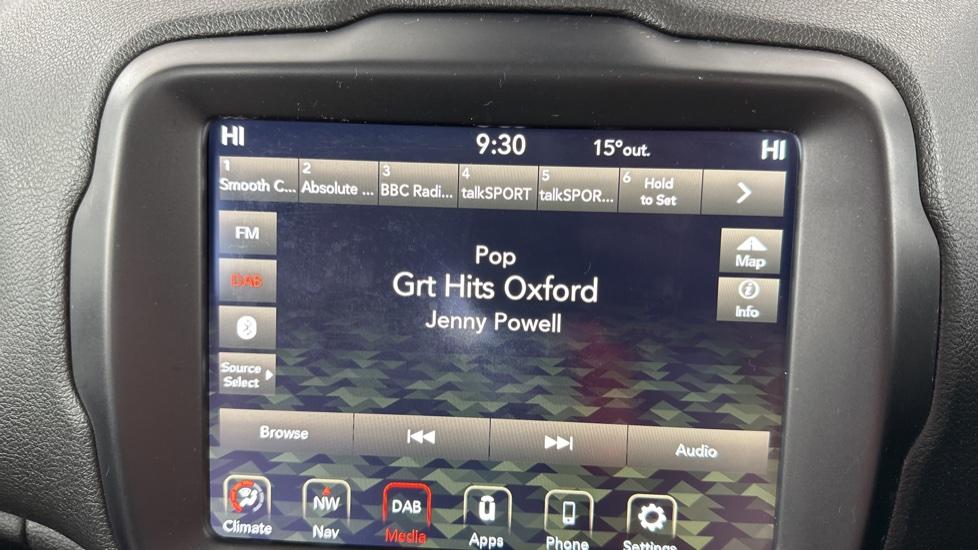 HI 9:30 15°out. HI
1 2 3 4 5 6 Hold
Smooth C... Absolute ... BBC Radi... talkSPORT talkSPOR... to Set
FM
Pop
Map
DAB
Grt Hits Oxford
Info
Jenny Powell
Source
Select
Browse Audio
NW DAB
Climate Nav Media Apps Phone Settings